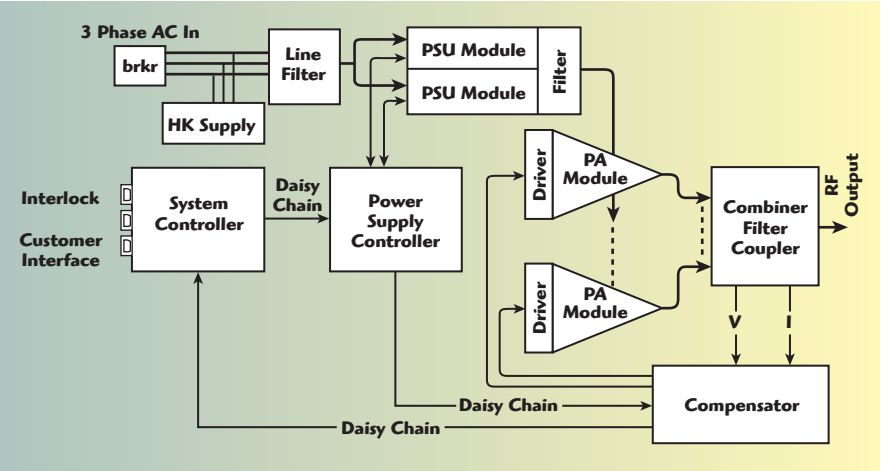 3 Phase AC In
brkr
Line
Filter
HK Supply
PSU Module
PSU Module
Filter
Interlock
Customer
Interface
System
Controller
Daisy
Chain
Power
Supply
Controller
Driver
PA
Module
Driver
PA
Module
Combiner
Filter
Coupler
RF
Output
V
I
Compensator
Daisy Chain
Daisy Chain